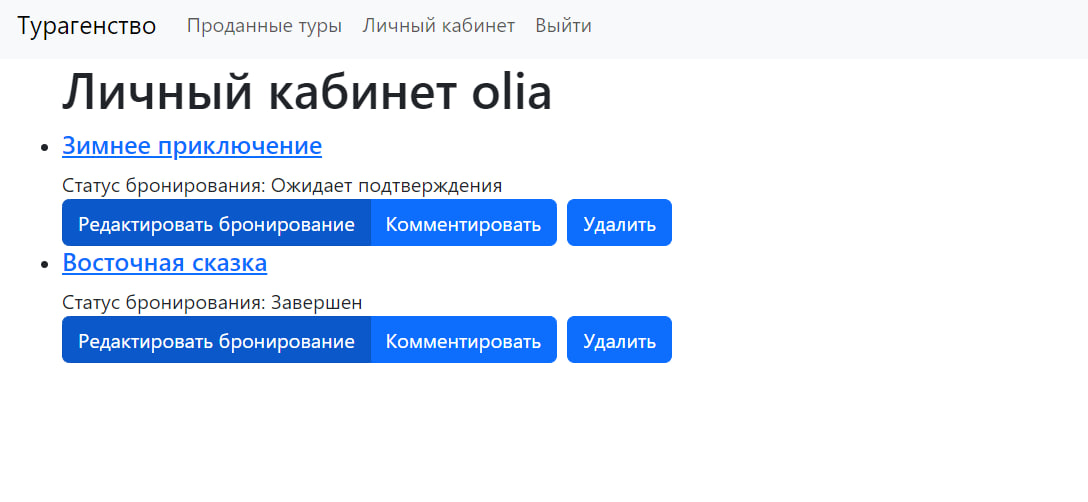 Турагенство Проданные туры Личный кабинет Выйти
Личный кабинет olia
Зимнее приключение
Статус бронирования: Ожидает подтверждения
Редактировать бронирование Комментировать Удалить
Восточная сказка
Статус бронирования: Завершен
Редактировать бронирование Комментировать Удалить